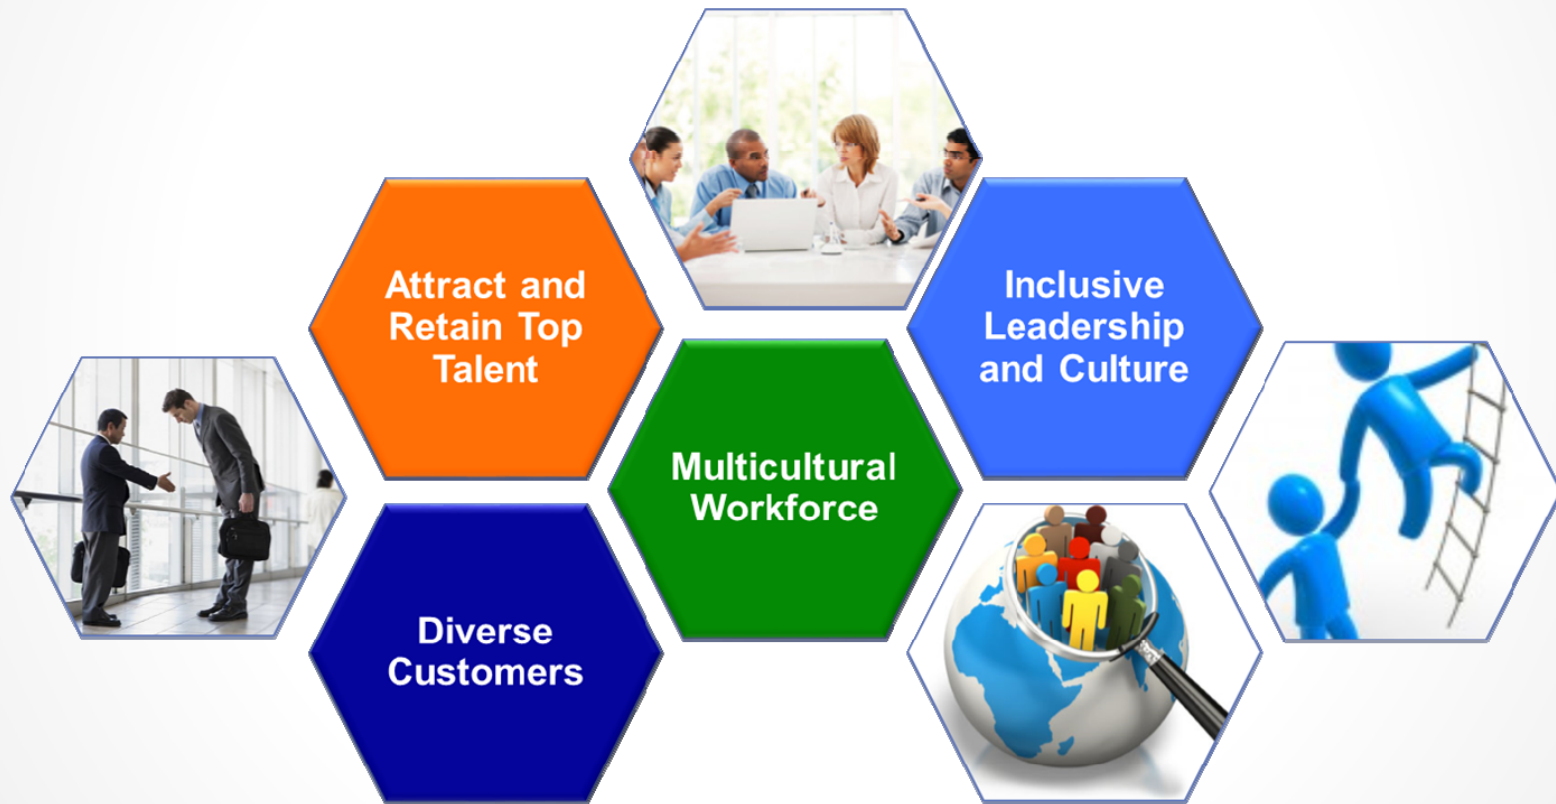 Attract and
Retain Top
Talent
Inclusive
Leadership
and Culture
Multicultural
Workforce
Diverse
Customers